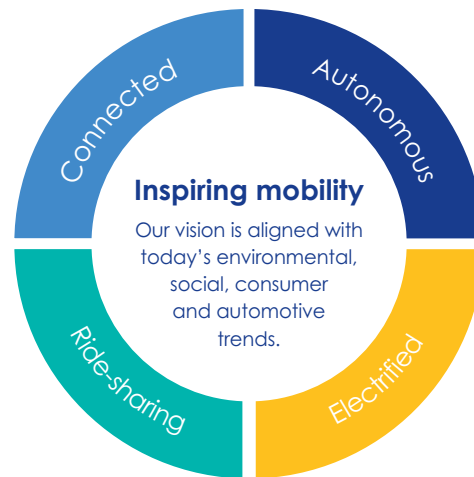 Connected
Autonomous
Inspiring mobility
Our vision is aligned with
today's environmental,
social, consumer
and automotive
trends.
Ride-sharing
Electrified